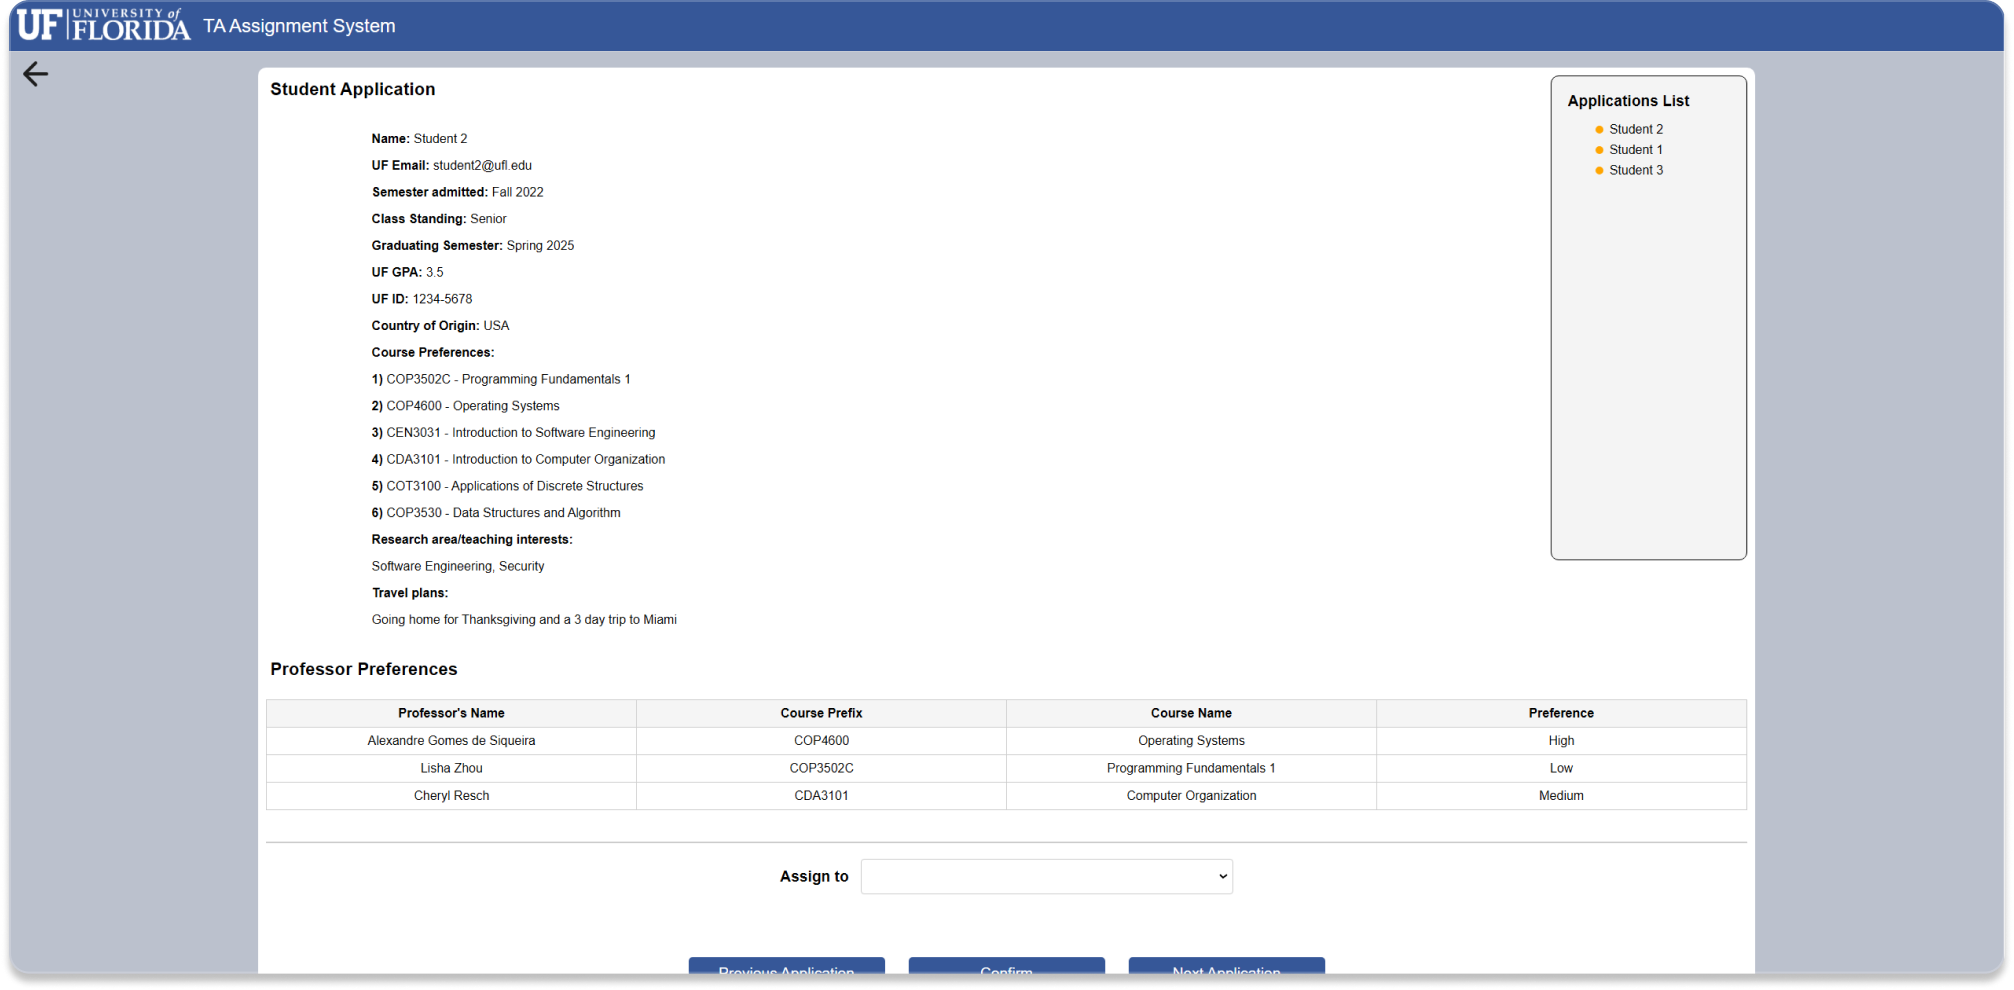 UF UNIVERSITY of FLORIDA TA Assignment System
Student Application
Name: Student 2
UF Email: student2@ufl.edu
Semester admitted: Fall 2022
Class Standing: Senior
Graduating Semester: Spring 2025
UF GPA: 3.5
UF ID: 1234-5678
Country of Origin: USA
Course Preferences:
1) COP3502C - Programming Fundamentals 1
2) COP4600 - Operating Systems
3) CEN3031 - Introduction to Software Engineering
4) CDA3101 - Introduction to Computer Organization
5) COT3100 - Applications of Discrete Structures
6) COP3530 - Data Structures and Algorithm
Research area/teaching interests:
Software Engineering, Security
Travel plans:
Going home for Thanksgiving and a 3 day trip to Miami
Applications List
Student 2
Student 1
Student 3
Professor Preferences
Professor's Name Course Prefix Course Name Preference
Alexandre Gomes de Siqueira COP4600 Operating Systems High
Lisha Zhou COP3502C Programming Fundamentals 1 Low
Cheryl Resch CDA3101 Computer Organization Medium
Assign to
Previous Application Confirm Next Application